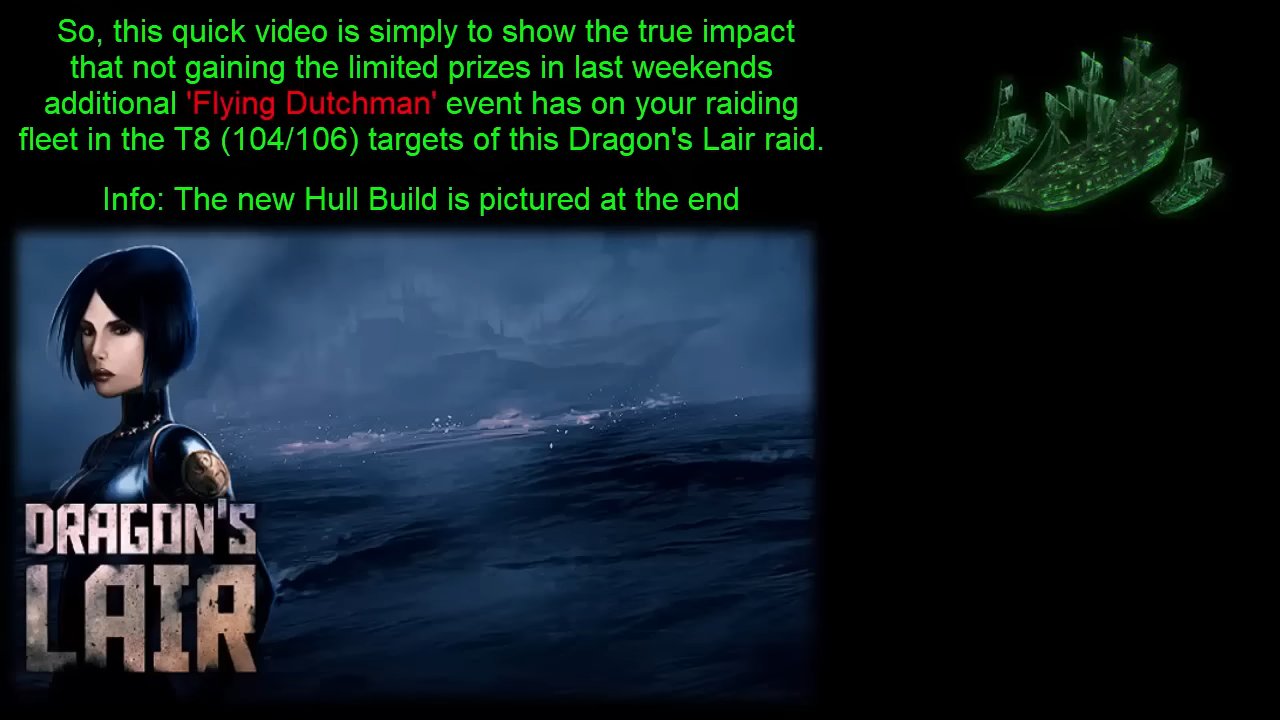 So, this quick video is simply to show the true impact
that not gaining the limited prizes in last weekends
additional 'Flying Dutchman' event has on your raiding
fleet in the T8 (104/106) targets of this Dragon's Lair raid.
Info: The new Hull Build is pictured at the end
DRAGON'S
LAIR